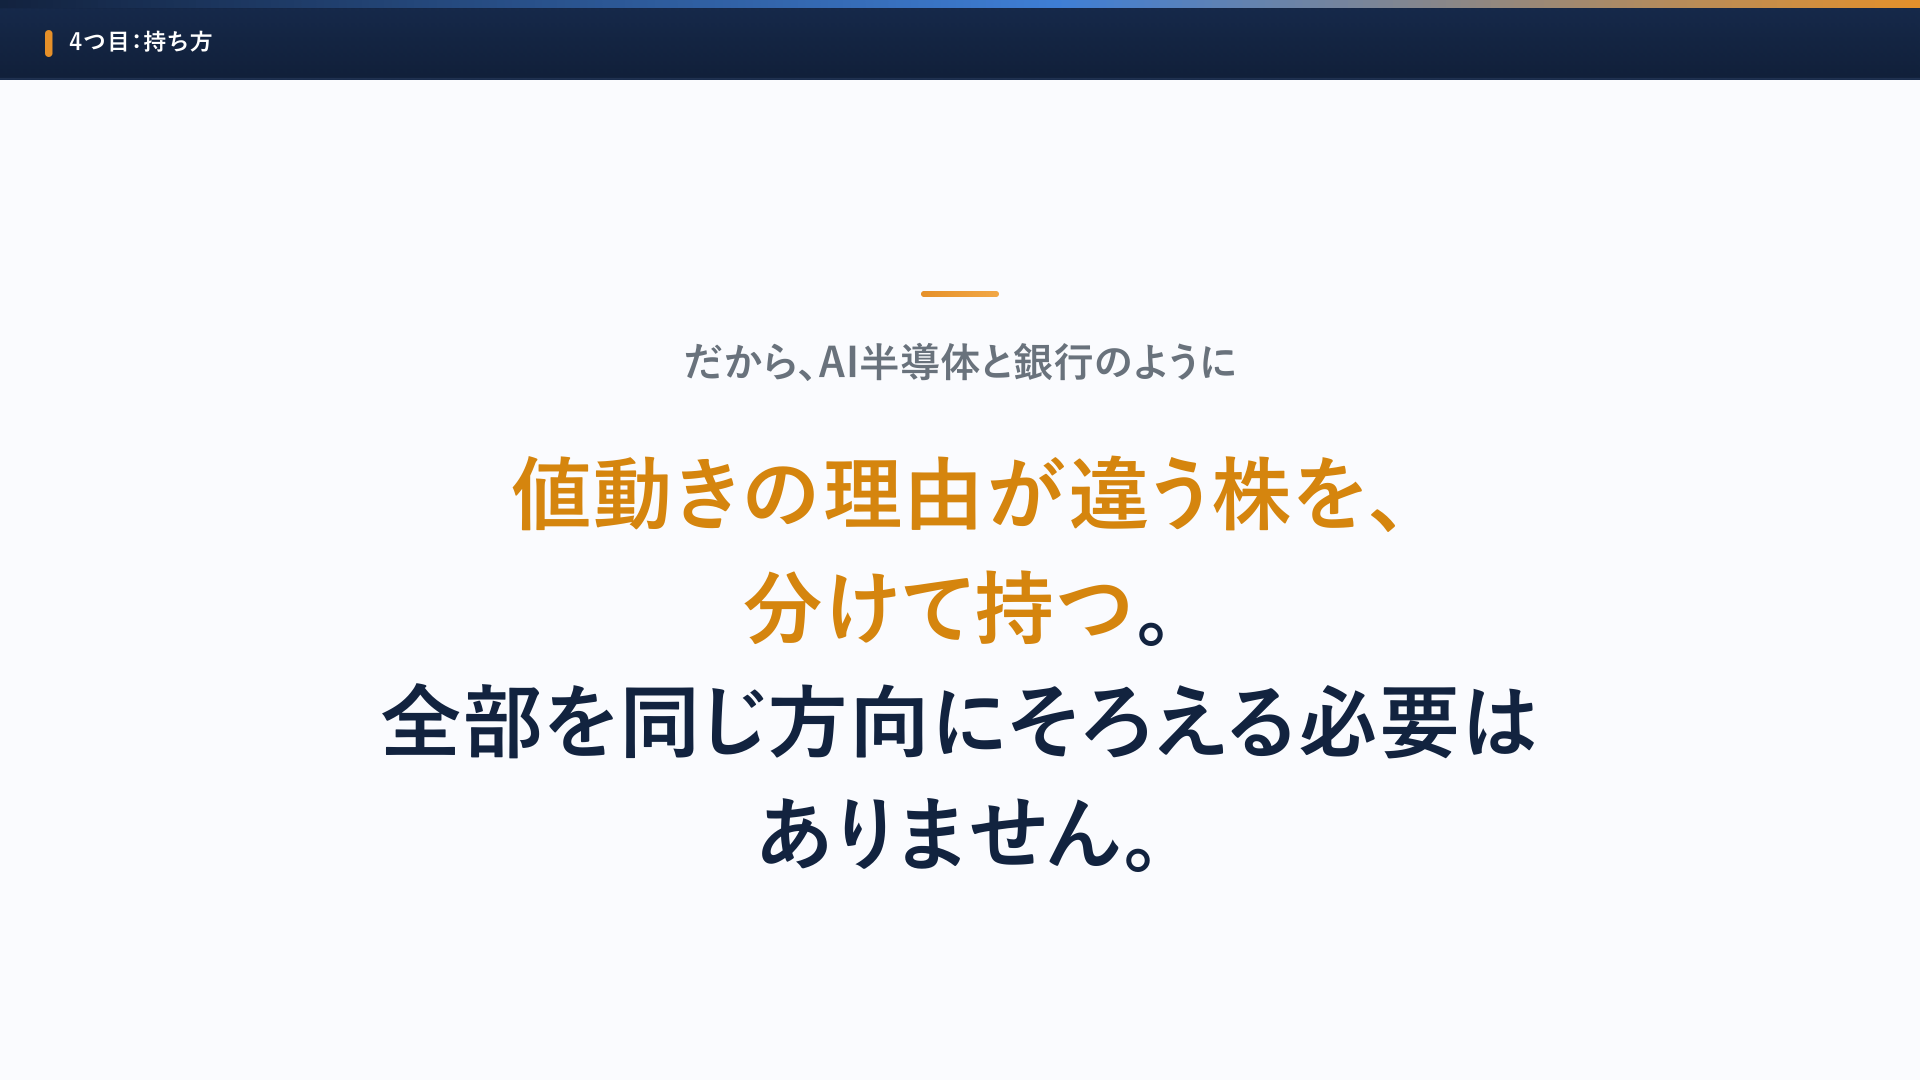 4つ目：持ち方
だから、AI半導体と銀行のように
値動きの理由が違う株を、
分けて持つ。
全部を同じ方向にそろえる必要は
ありません。